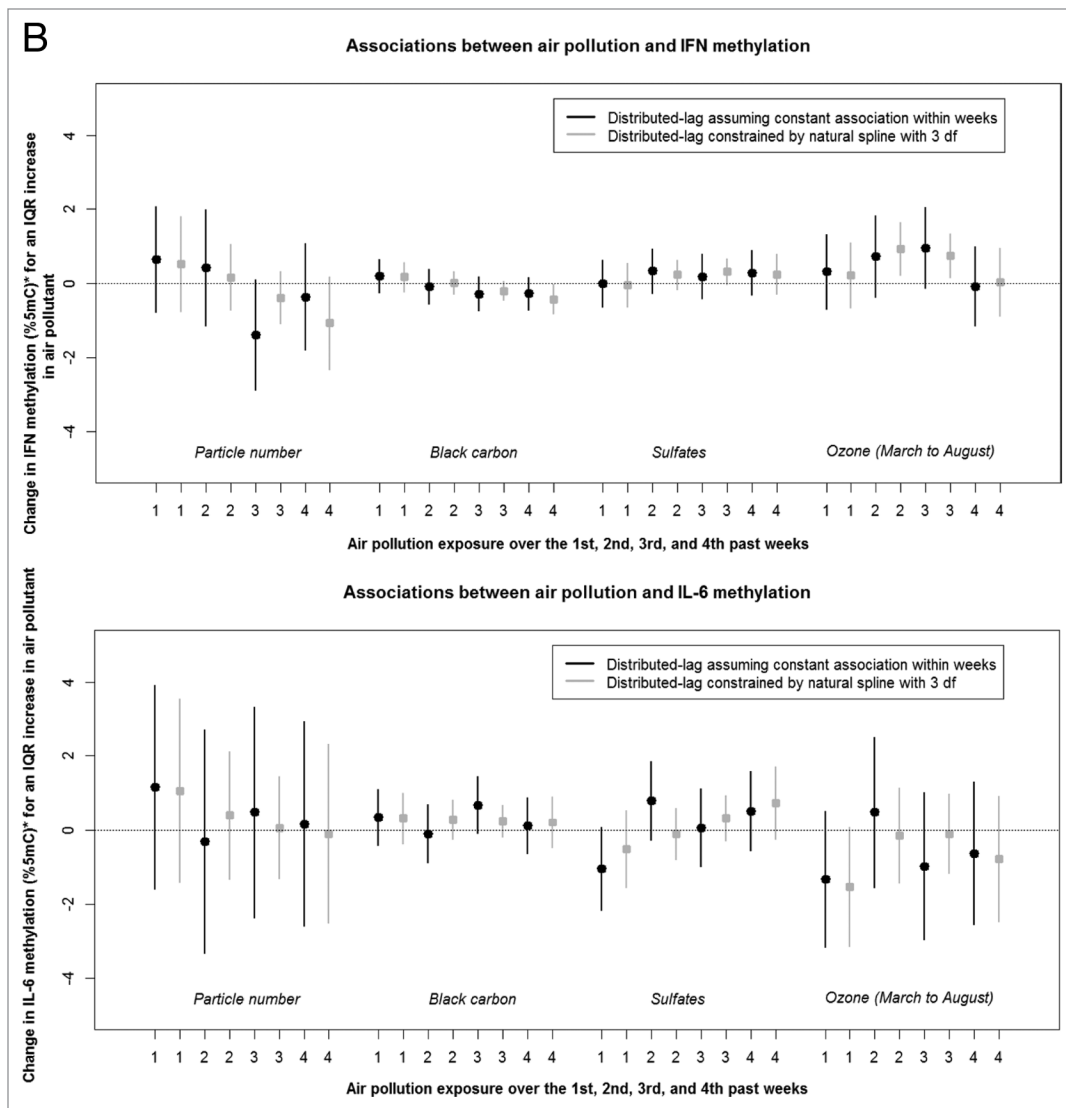 B
Associations between air pollution and IFN methylation
Change in IFN methylation (%5mC)* for an IQR increase
in air pollutant
4
2
0
-2
-4
Distributed-lag assuming constant association within weeks
Distributed-lag constrained by natural spline with 3 df
Particle number
Black carbon
Sulfates
Ozone (March to August)
1 1 2 2 3 3 4 4 1 1 2 2 3 3 4 4 1 1 2 2 3 3 4 4 1 1 2 2 3 3 4 4
Air pollution exposure over the 1st, 2nd, 3rd, and 4th past weeks
Associations between air pollution and IL-6 methylation
Change in IL-6 methylation (%5mC)* for an IQR increase in air pollutant
4
2
0
-2
-4
Distributed-lag assuming constant association within weeks
Distributed-lag constrained by natural spline with 3 df
Particle number
Black carbon
Sulfates
Ozone (March to August)
1 1 2 2 3 3 4 4 1 1 2 2 3 3 4 4 1 1 2 2 3 3 4 4 1 1 2 2 3 3 4 4
Air pollution exposure over the 1st, 2nd, 3rd, and 4th past weeks